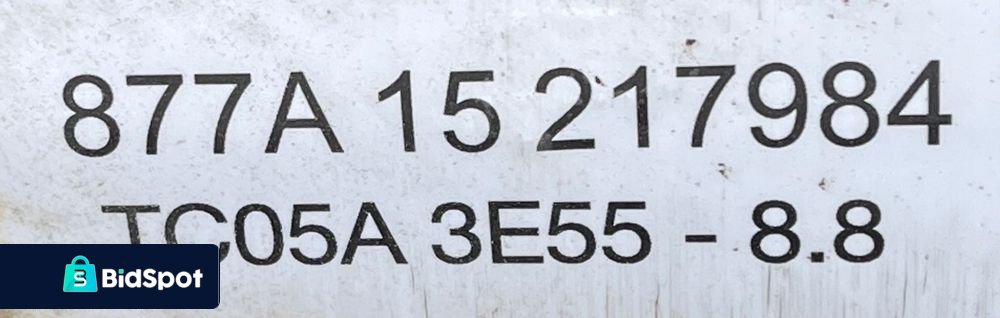 877A 15 217984
TC05A 3E55 - 8.8
BidSpot